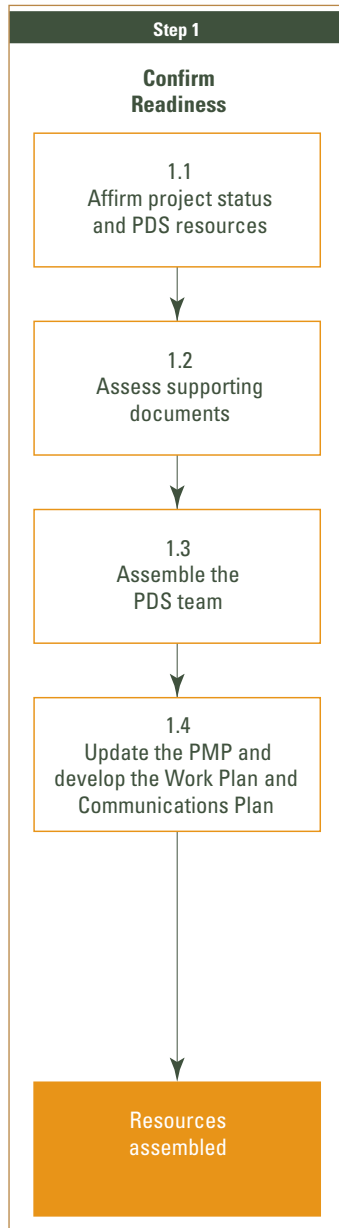 Step 1
Confirm
Readiness
1.1
Affirm project status
and PDS resources
1.2
Assess supporting
documents
1.3
Assemble the
PDS team
1.4
Update the PMP and
develop the Work Plan and
Communications Plan
Resources
assembled